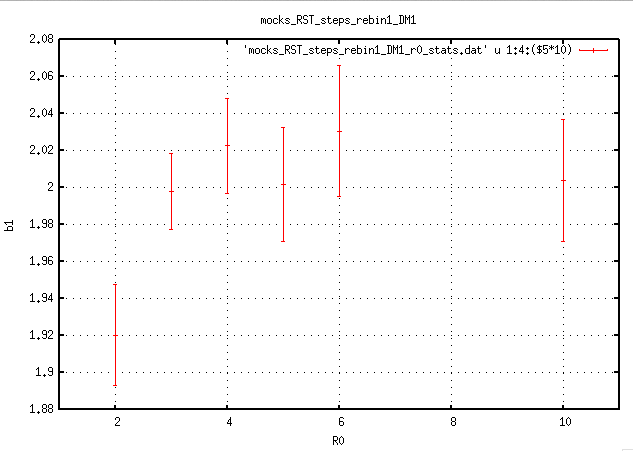 mocks_RST_steps_rebin1_DM1
'mocks_RST_steps_rebin1_DM1_r0_stats.dat' u 1:4:($5*10)
2.08
2.06
2.04
2.02
2
1.98
1.96
1.94
1.92
1.9
1.88
b1
2 4 6 8 10
R0